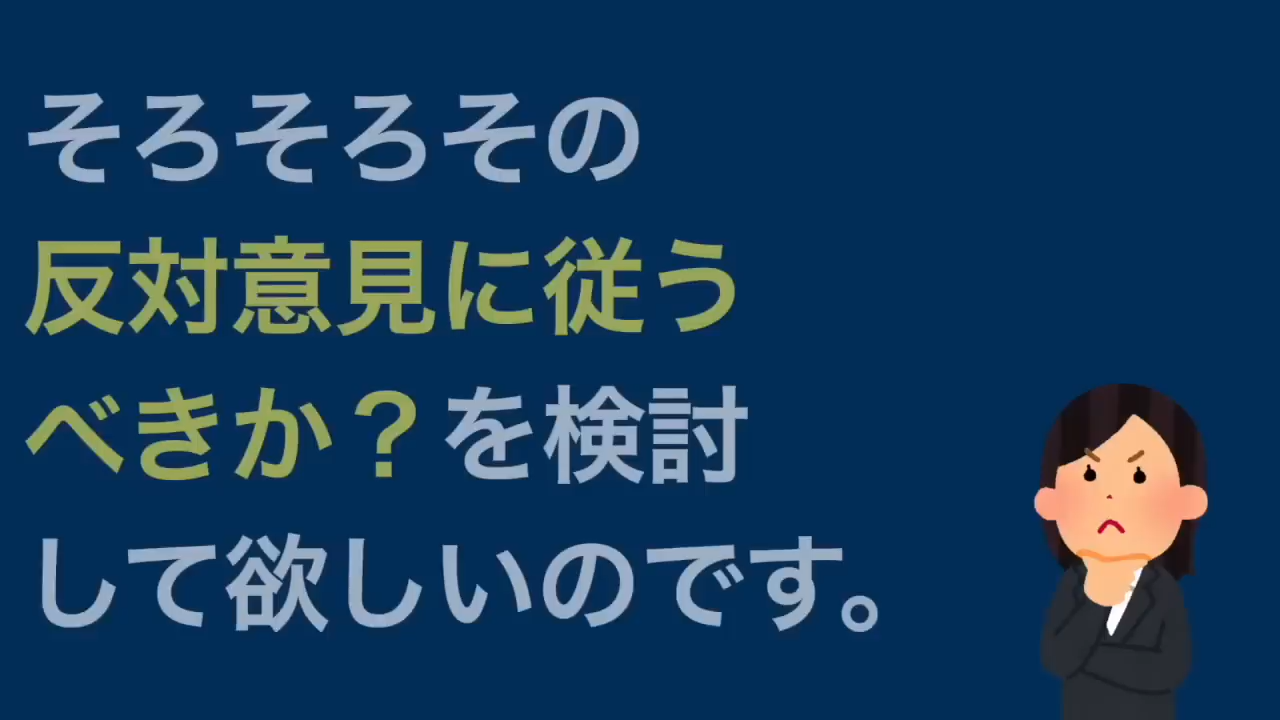 そろそろその
反対意見に従う
べきか？を検討
して欲しいのです。